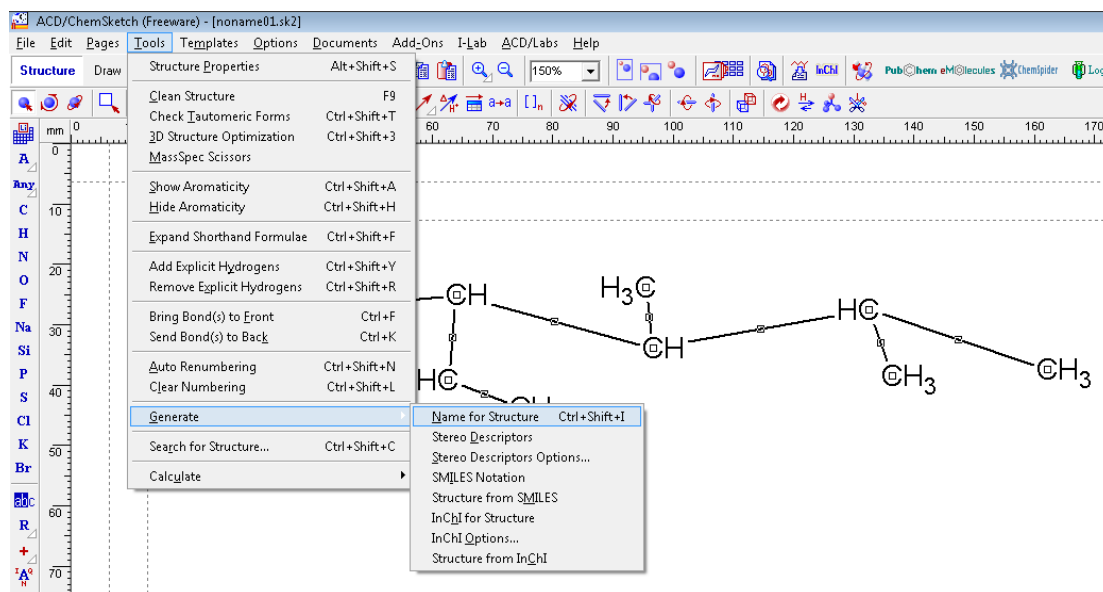 ACD/ChemSketch (Freeware) - [noname01.sk2]
File Edit Pages Tools Templates Options Documents Add-Ons I-Lab ACD/Labs Help
Structure Draw 150% InChI PubChem eMolecules ChemSpider
mm 0 60 70 80 90 100 110 120 130 140 150 160 170
Structure Properties Alt+Shift+S
Clean Structure F9
Check Tautomeric Forms Ctrl+Shift+T
3D Structure Optimization Ctrl+Shift+3
MassSpec Scissors
Show Aromaticity Ctrl+Shift+A
Hide Aromaticity Ctrl+Shift+H
Expand Shorthand Formulae Ctrl+Shift+F
Add Explicit Hydrogens Ctrl+Shift+Y
Remove Explicit Hydrogens Ctrl+Shift+R
Bring Bond(s) to Front Ctrl+F
Send Bond(s) to Back Ctrl+K
Auto Renumbering Ctrl+Shift+N
Clear Numbering Ctrl+Shift+L
Generate
Search for Structure... Ctrl+Shift+C
Calculate
Name for Structure Ctrl+Shift+I
Stereo Descriptors
Stereo Descriptors Options...
SMILES Notation
Structure from SMILES
InChI for Structure
InChI Options...
Structure from InChI
A
Any
C
H
N
O
F
Na
Si
P
S
Cl
K
Br
abc
R
0
10
20
30
40
50
60
70
CH
H3C
HC
CH
HC
CH3
CH3